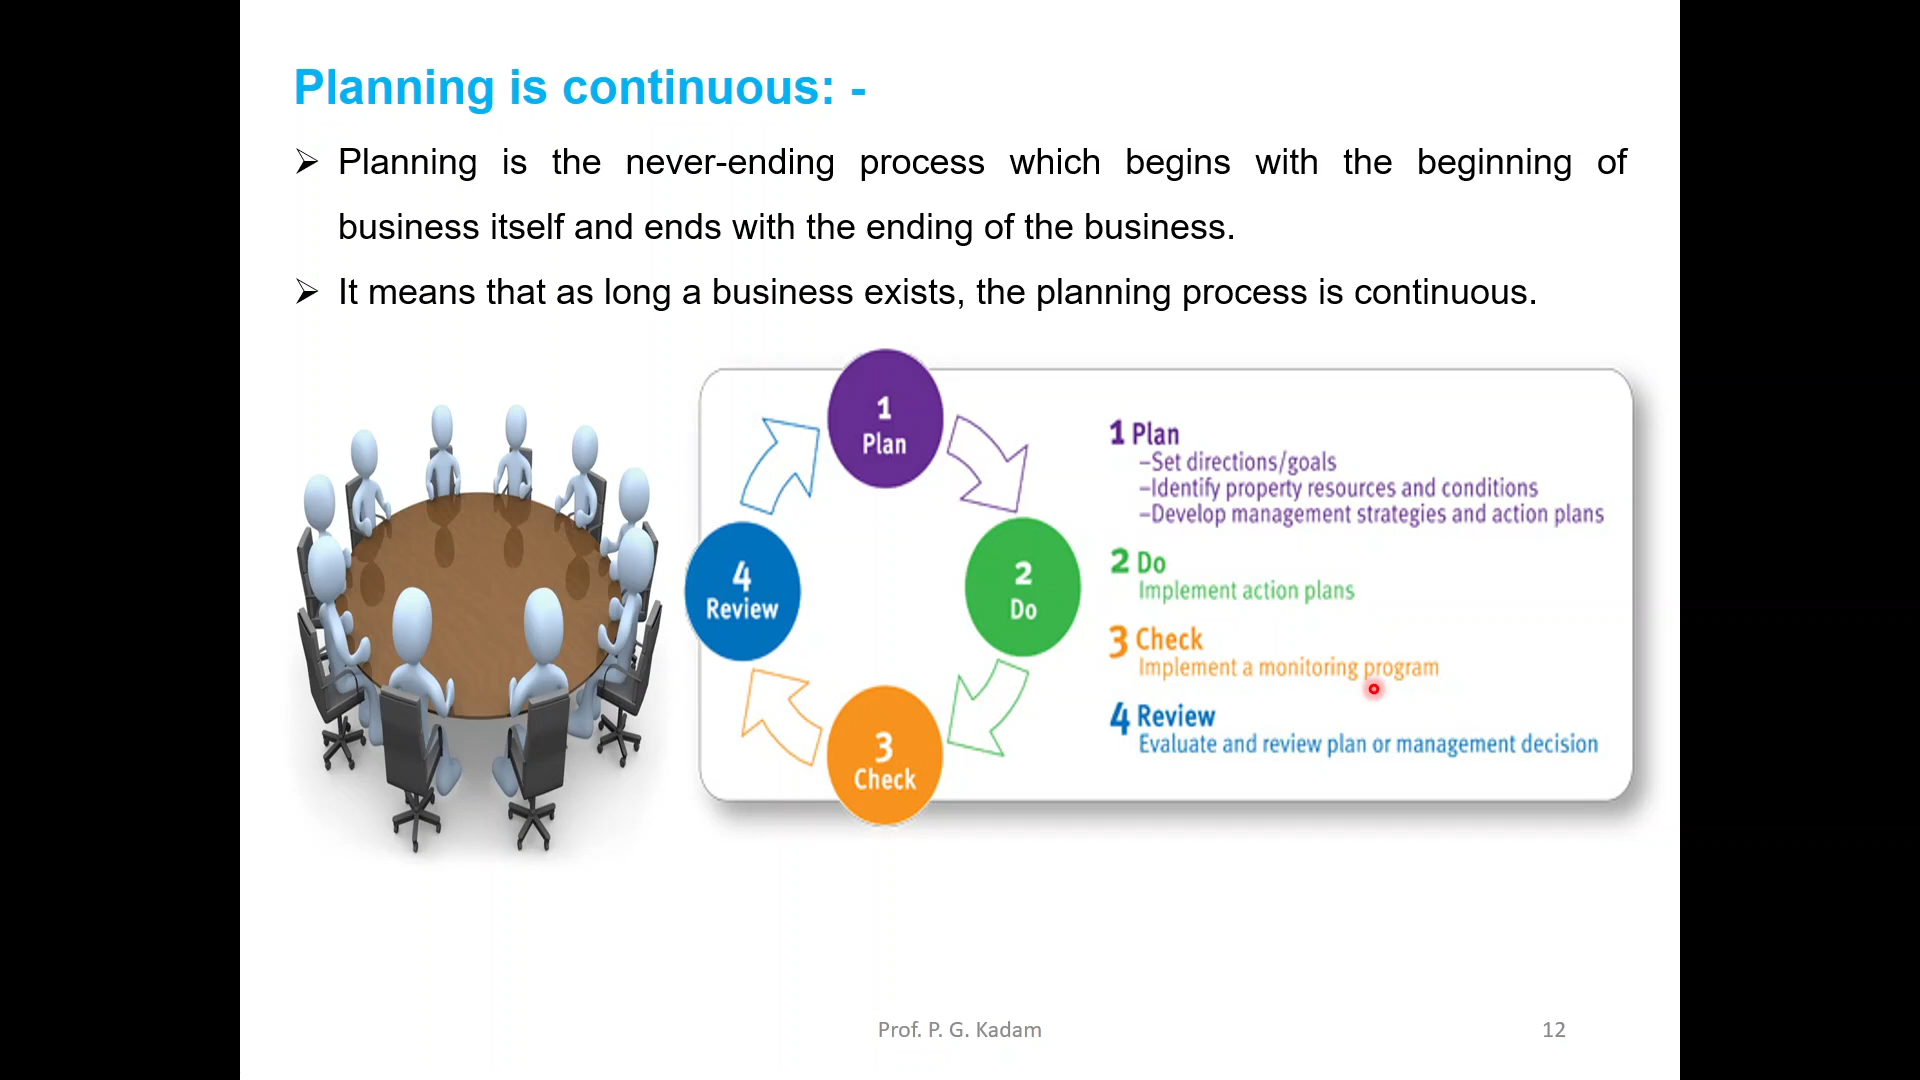 Planning is continuous: -
➢ Planning is the never-ending process which begins with the beginning of
business itself and ends with the ending of the business.
➢ It means that as long a business exists, the planning process is continuous.
1
Plan
2
Do
3
Check
4
Review
1 Plan
–Set directions/goals
–Identify property resources and conditions
–Develop management strategies and action plans
2 Do
Implement action plans
3 Check
Implement a monitoring program
4 Review
Evaluate and review plan or management decision
Prof. P. G. Kadam
12